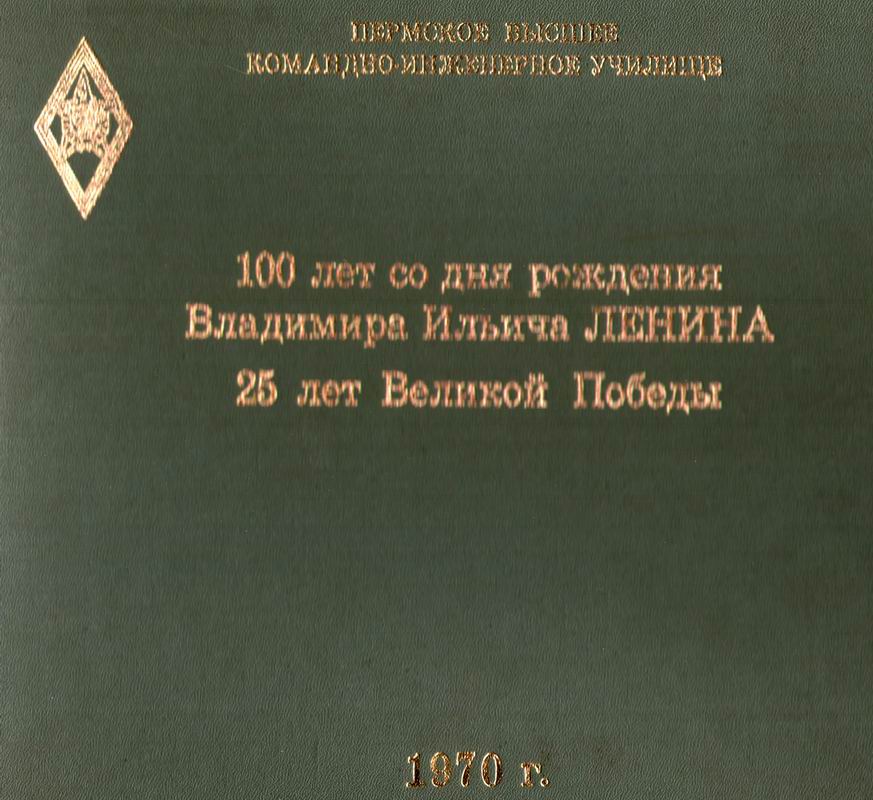 ПЕРМСКОЕ ВЫСШЕЕ
КОМАНДНО-ИНЖЕНЕРНОЕ УЧИЛИЩЕ
100 лет со дня рождения
Владимира Ильича ЛЕНИНА
25 лет Великой Победы
1970 г.